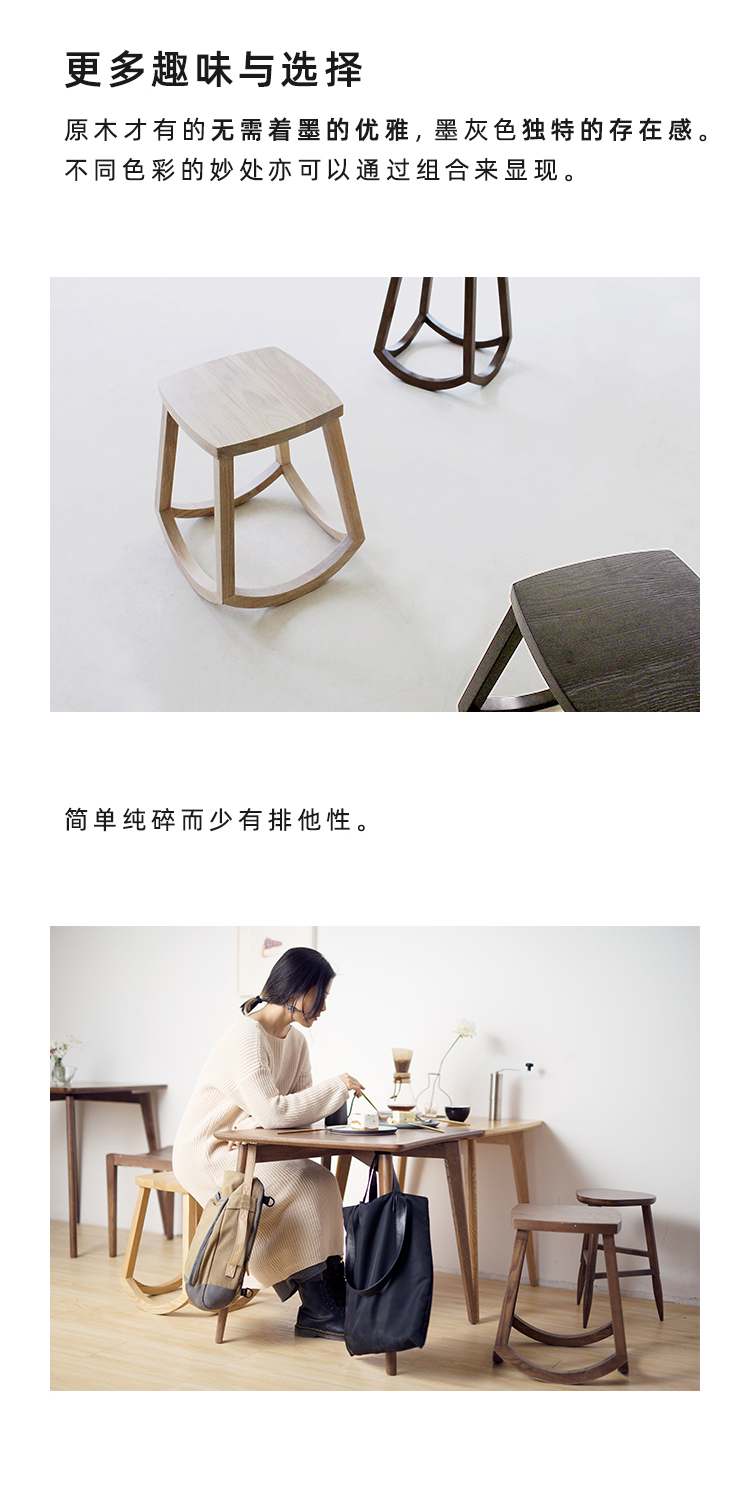 更多趣味与选择
原木才有的无需着墨的优雅, 墨灰色独特的存在感。
不同色彩的妙处亦可以通过组合来显现。
简单纯碎而少有排他性。